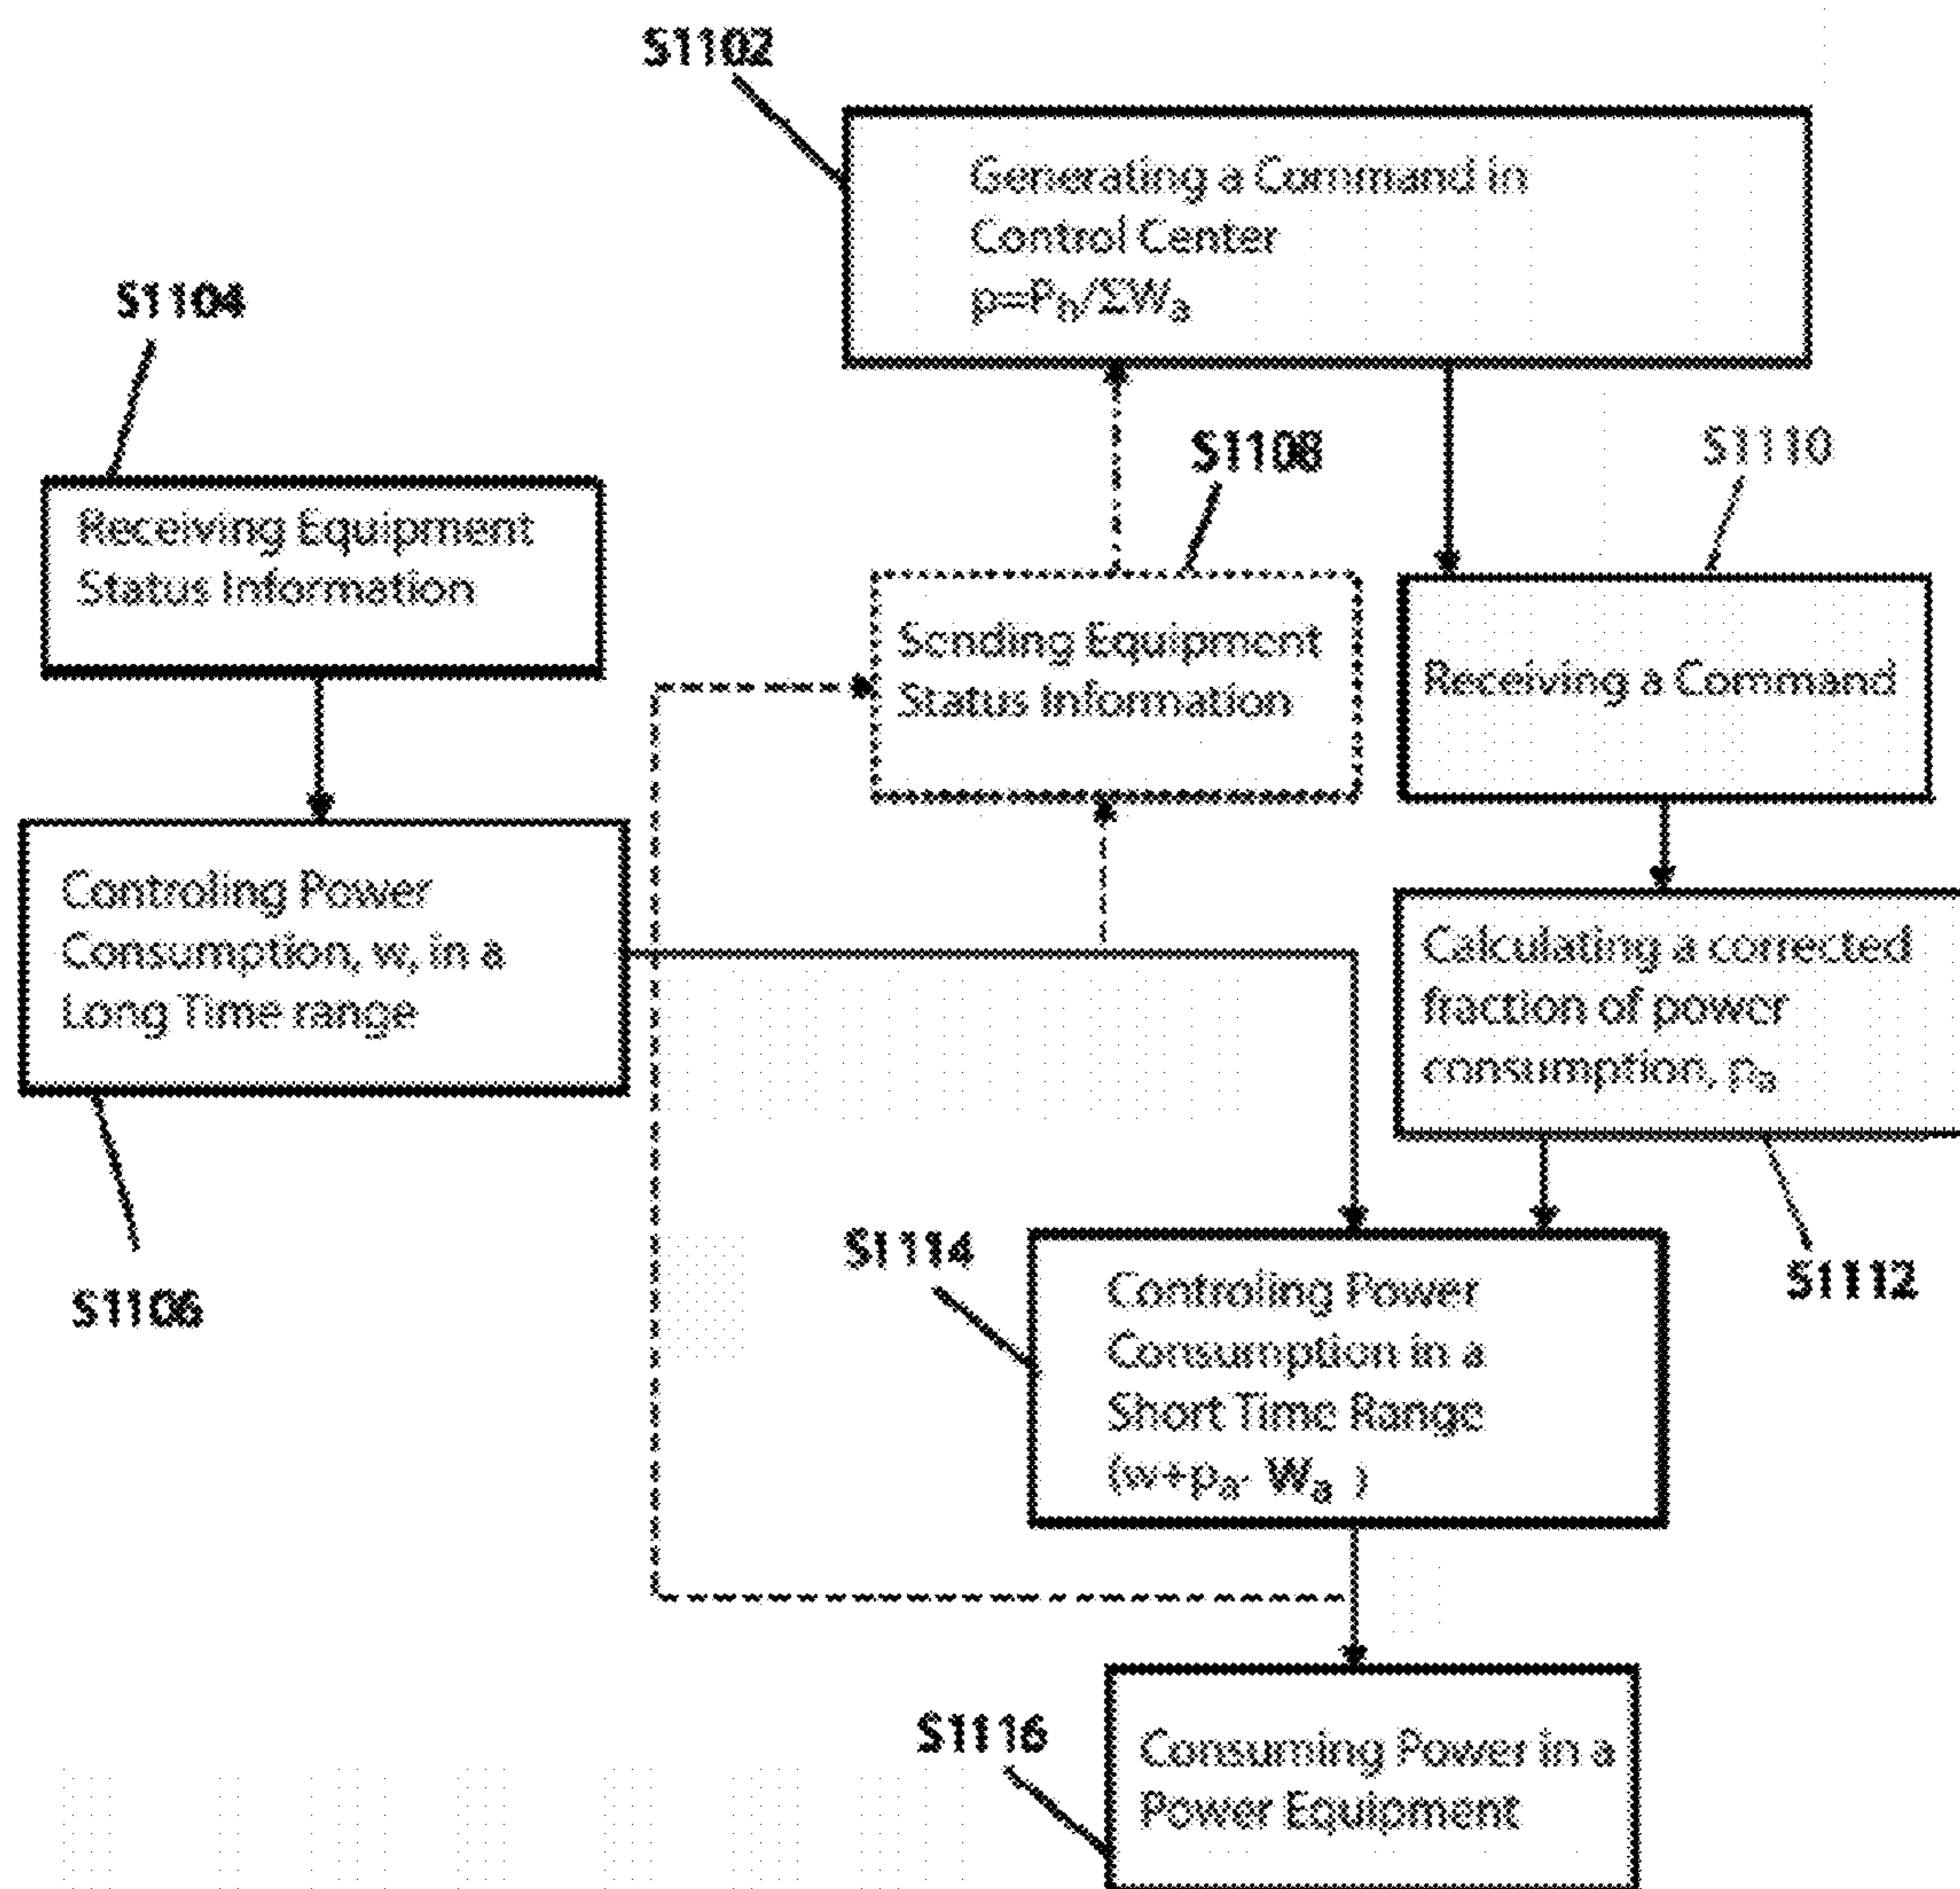 S1102
Generating a Command in
Control Center
p=Pₕ/ΣWₐ
S1104
Receiving Equipment
Status Information
S1108
S1110
Sending Equipment
Status Information
Receiving a Command
Controling Power
Consumption, w, in a
Long Time range
Calculating a corrected
fraction of power
consumption, pₐ
S1106
S1114
S1112
Controling Power
Consumption in a
Short Time Range
(w+pₐ· Wₐ )
S1116
Consuming Power in a
Power Equipment